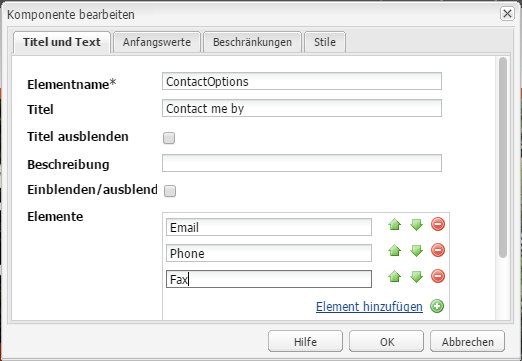 Komponente bearbeiten
Titel und Text Anfangswerte Beschränkungen Stile
Elementname* ContactOptions
Titel Contact me by
Titel ausblenden
Beschreibung
Einblenden/ausblend
Elemente
Email
Phone
Fax
Element hinzufügen
Hilfe OK Abbrechen